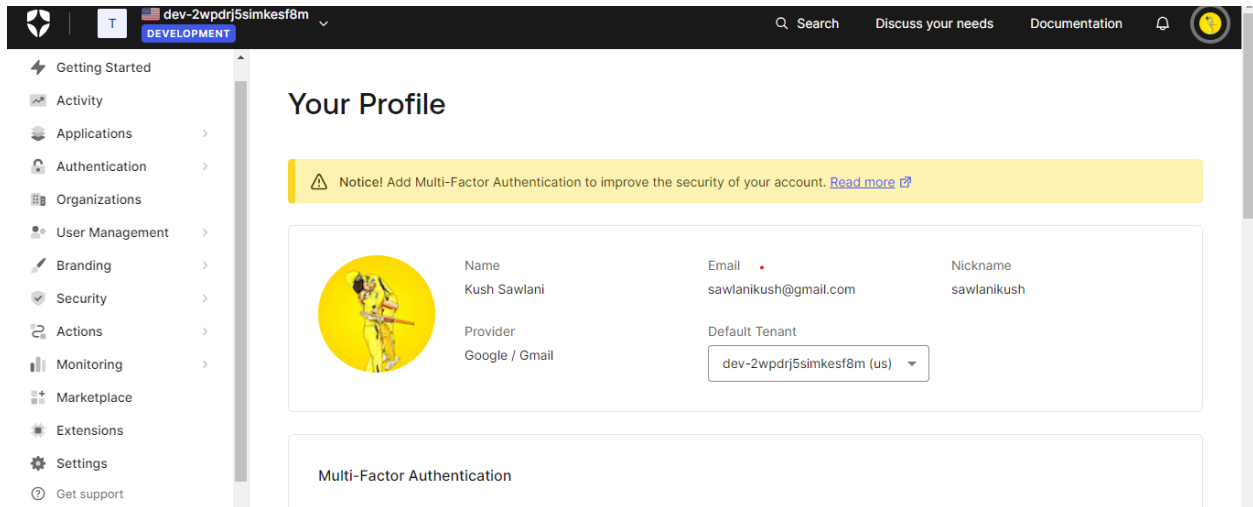 T
dev-2wpdrj5simkesf8m
DEVELOPMENT
Search
Discuss your needs
Documentation
Getting Started
Activity
Applications
Authentication
Organizations
User Management
Branding
Security
Actions
Monitoring
Marketplace
Extensions
Settings
Get support
Your Profile
Notice! Add Multi-Factor Authentication to improve the security of your account. Read more
Name
Kush Sawlani
Email
sawlanikush@gmail.com
Nickname
sawlanikush
Provider
Google / Gmail
Default Tenant
dev-2wpdrj5simkesf8m (us)
Multi-Factor Authentication